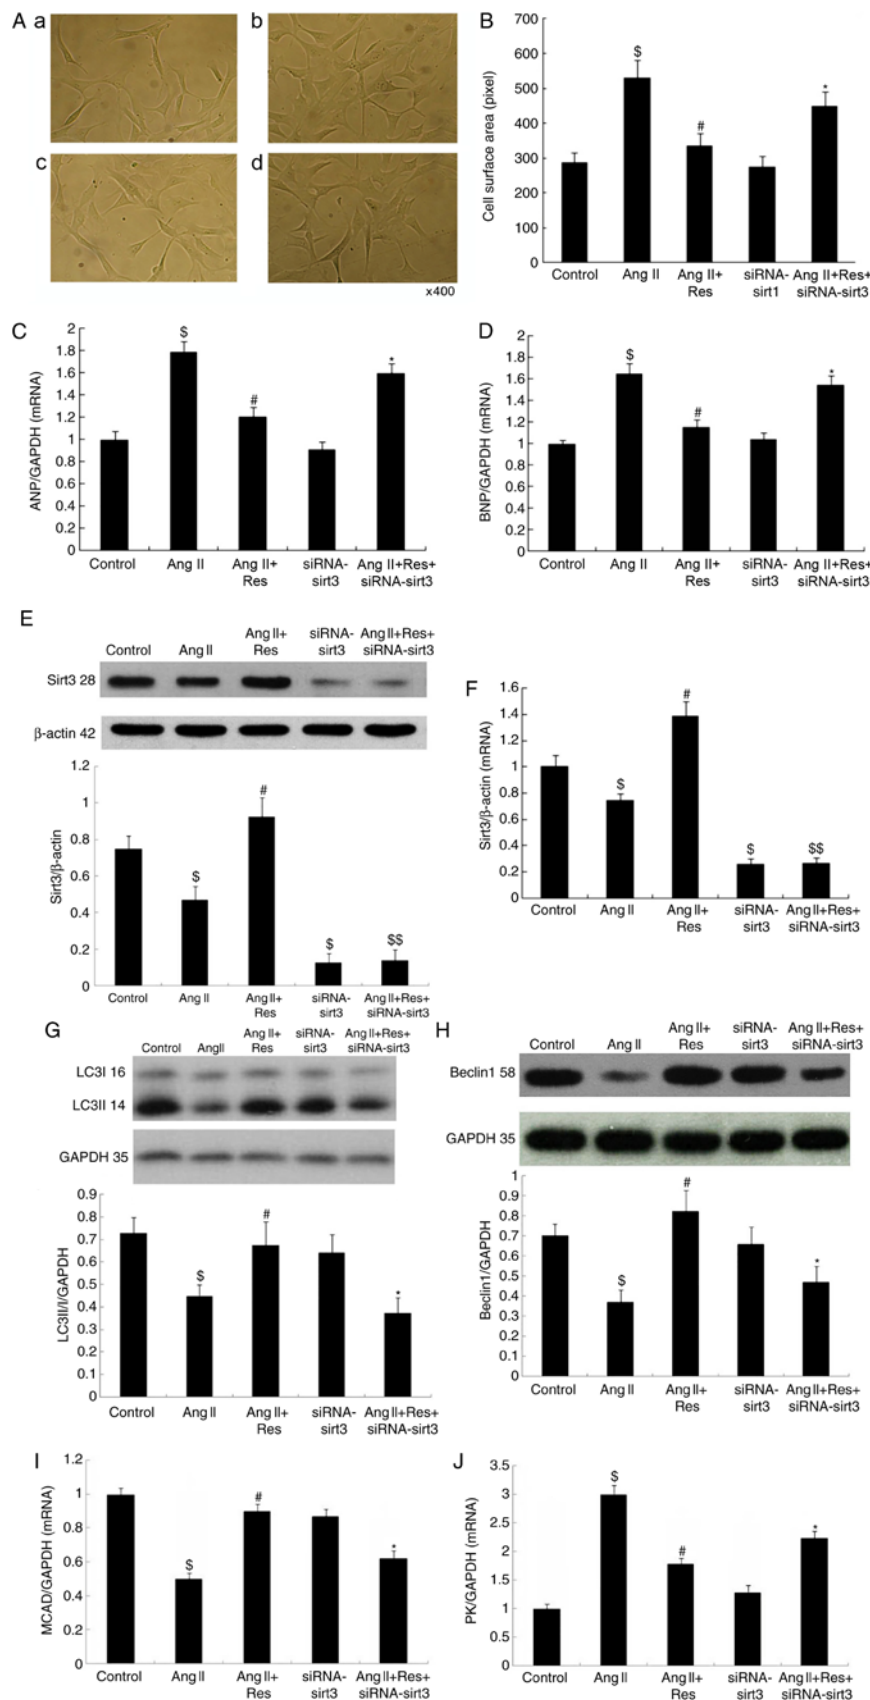 A a
b
c
d
x400
B
Cell surface area (pixel)
700
600
500
400
300
200
100
0
$
#
*
Control
Ang II
Ang II+
Res
siRNA-
sirt1
Ang II+Res+
siRNA-sirt3
C
ANP/GAPDH (mRNA)
2
1.8
1.6
1.4
1.2
1
0.8
0.6
0.4
0.2
0
$
#
*
Control
Ang II
Ang II+
Res
siRNA-
sirt3
Ang II+Res+
siRNA-sirt3
D
BNP/GAPDH (mRNA)
2
1.8
1.6
1.4
1.2
1
0.8
0.6
0.4
0.2
0
$
#
*
Control
Ang II
Ang II+
Res
siRNA-
sirt3
Ang II+Res+
siRNA-sirt3
E
Control
Ang II
Ang II+
Res
siRNA-
sirt3
Ang II+Res+
siRNA-sirt3
Sirt3 28
β-actin 42
Sirt3/β-actin
1
0.8
0.6
0.4
0.2
0
$
#
$
$$
Control
Ang II
Ang II+
Res
siRNA-
sirt3
Ang II+Res+
siRNA-sirt3
F
Sirt3/β-actin (mRNA)
1.6
1.4
1.2
1
0.8
0.6
0.4
0.2
0
$
#
$
$$
Control
Ang II
Ang II+
Res
siRNA-
sirt3
Ang II+Res+
siRNA-sirt3
G
Control
AngII
Ang II+
Res
siRNA-
sirt3
Ang II+Res+
siRNA-sirt3
LC3I 16
LC3II 14
GAPDH 35
LC3II/I/GAPDH
0.9
0.8
0.7
0.6
0.5
0.4
0.3
0.2
0.1
0
$
#
*
Control
Ang II
Ang II+
Res
siRNA-
sirt3
Ang II+Res+
siRNA-sirt3
H
Control
Ang II
Ang II+
Res
siRNA-
sirt3
Ang II+Res+
siRNA-sirt3
Beclin1 58
GAPDH 35
Beclin1/GAPDH
1
0.9
0.8
0.7
0.6
0.5
0.4
0.3
0.2
0.1
0
$
#
*
Control
Ang II
Ang II+
Res
siRNA-
sirt3
Ang II+Res+
siRNA-sirt3
I
MCAD/GAPDH (mRNA)
1.2
1
0.8
0.6
0.4
0.2
0
$
#
*
Control
Ang II
Ang II+
Res
siRNA-
sirt3
Ang II+Res+
siRNA-sirt3
J
PK/GAPDH (mRNA)
3.5
3
2.5
2
1.5
1
0.5
0
$
#
*
Control
Ang II
Ang II+
Res
siRNA-
sirt3
Ang II+Res+
siRNA-sirt3